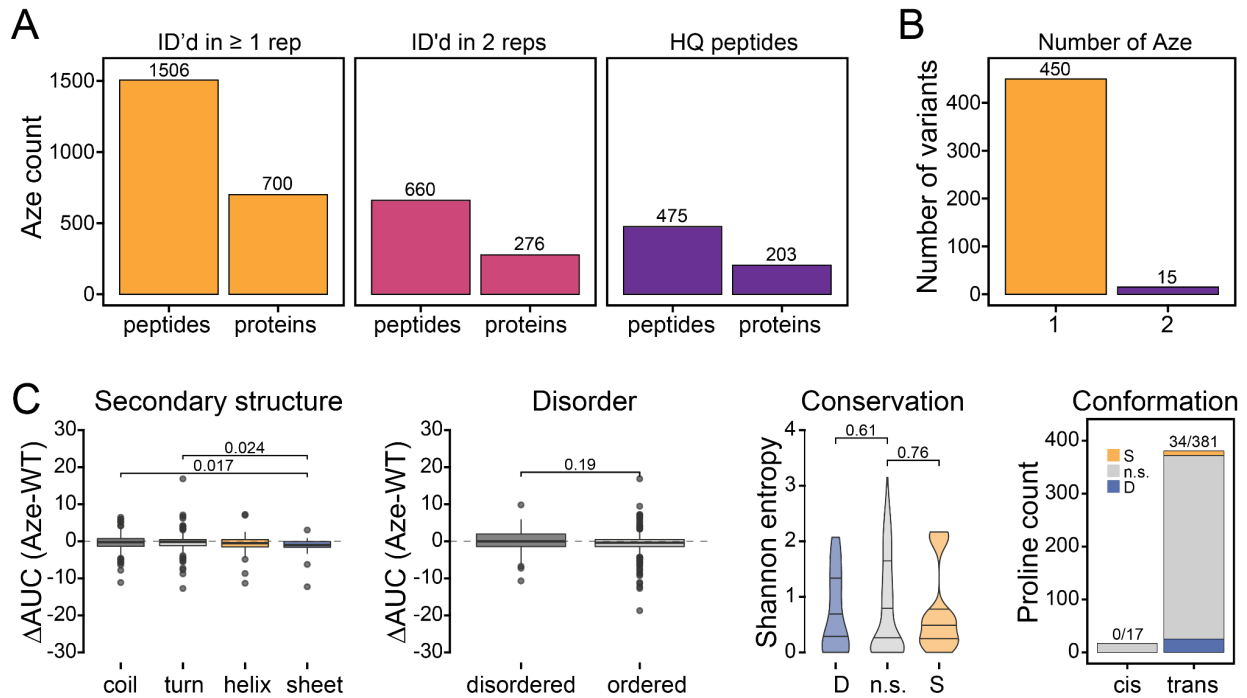 A
ID’d in ≥ 1 rep
ID'd in 2 reps
HQ peptides
Aze count
1500
1000
500
0
1506
700
660
276
475
203
peptides
proteins
peptides
proteins
peptides
proteins
B
Number of Aze
Number of variants
400
300
200
100
0
450
15
1
2
C
Secondary structure
ΔAUC (Aze-WT)
30
20
10
0
-10
-20
-30
0.024
0.017
coil
turn
helix
sheet
Disorder
ΔAUC (Aze-WT)
30
20
10
0
-10
-20
-30
0.19
disordered
ordered
Conservation
Shannon entropy
4
3
2
1
0
0.61
0.76
D
n.s.
S
Conformation
Proline count
400
300
200
100
0
S
n.s.
D
34/381
0/17
cis
trans